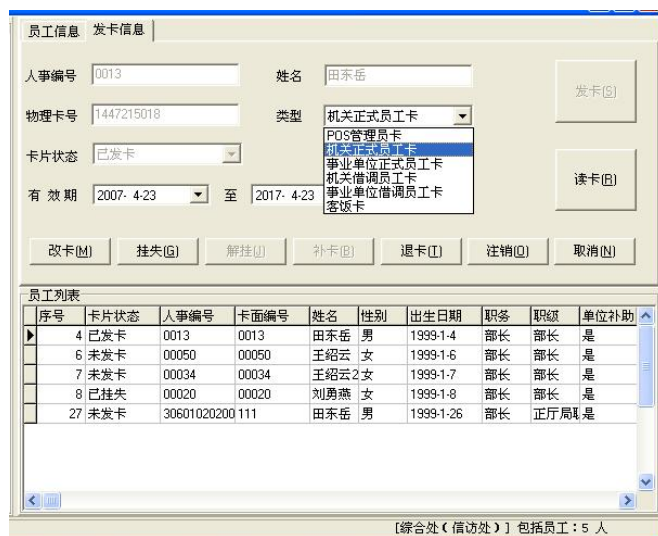 员工信息 发卡信息
人事编号 0013 姓名 田东岳 发卡(S)
物理卡号 1447215018 类型 机关正式员工卡
POS管理员卡
卡片状态 已发卡 机关正式员工卡
事业单位正式员工卡
机关借调员工卡 读卡(R)
有 效 期 2007- 4-23 至 2017- 4-23 事业单位借调员工卡
客饭卡
改卡(M) 挂失(G) 解挂(J) 补卡(B) 退卡(T) 注销(O) 取消(N)
员工列表
序号 卡片状态 人事编号 卡面编号 姓名 性别 出生日期 职务 职级 单位补助
4 已发卡 0013 0013 田东岳 男 1999-1-4 部长 部长 是
6 未发卡 00050 00050 王绍云 女 1999-1-6 部长 部长 是
7 未发卡 00034 00034 王绍云2 女 1999-1-7 部长 部长 是
8 已挂失 00020 00020 刘勇燕 女 1999-1-8 部长 部长 是
27 未发卡 30601020200 111 田东岳 男 1999-1-26 部长 正厅局 是
[综合处(信访处)] 包括员工:5 人